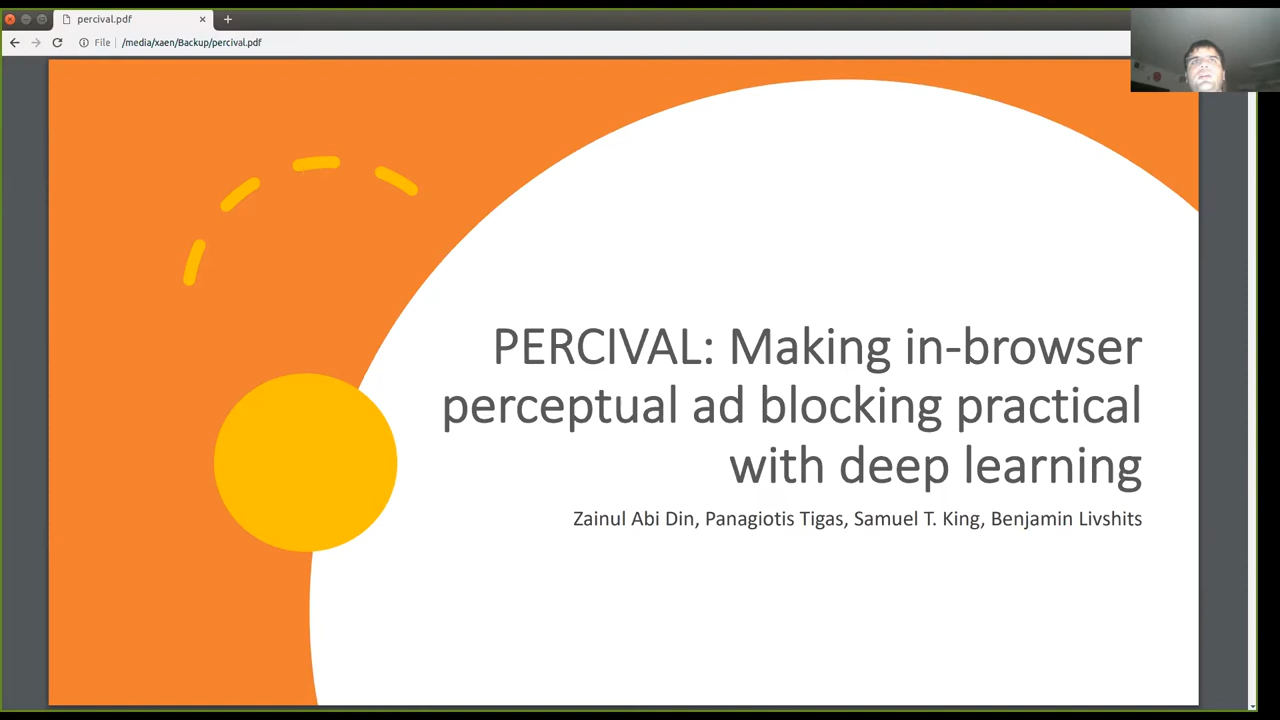 percival.pdf
File
/media/xaen/Backup/percival.pdf
PERCIVAL: Making in-browser
perceptual ad blocking practical
with deep learning
Zainul Abi Din, Panagiotis Tigas, Samuel T. King, Benjamin Livshits